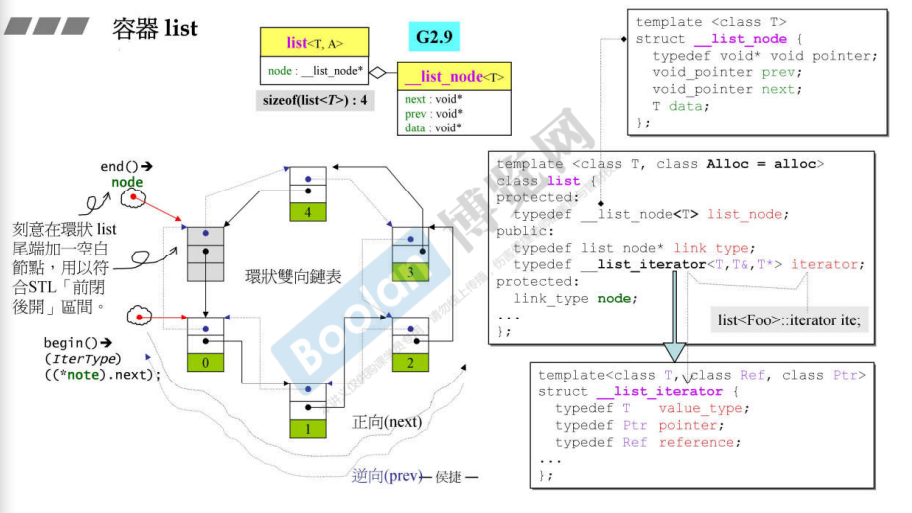 容器 list
list<T, A>
node : __list_node*
sizeof(list<T>) : 4
G2.9
__list_node<T>
next : void*
prev : void*
data : void*
template <class T>
struct __list_node {
typedef void* void pointer;
void_pointer prev;
void_pointer next;
T data;
};
template <class T, class Alloc = alloc>
class list {
protected:
typedef __list_node<T> list_node;
public:
typedef list node* link type;
typedef __list_iterator<T,T&,T*> iterator;
protected:
link_type node;
...
};
list<Foo>::iterator ite;
template<class T, class Ref, class Ptr>
struct __list_iterator {
typedef T value_type;
typedef Ptr pointer;
typedef Ref reference;
...
};
end()➔
node
刻意在環狀 list
尾端加一空白
節點，用以符
合STL「前閉
後開」區間。
begin()➔
(IterType)
((*note).next);
環狀雙向鏈表
4
3
0
2
1
正向(next)
逆向(prev)
— 侯捷 —
Boolan
博览网